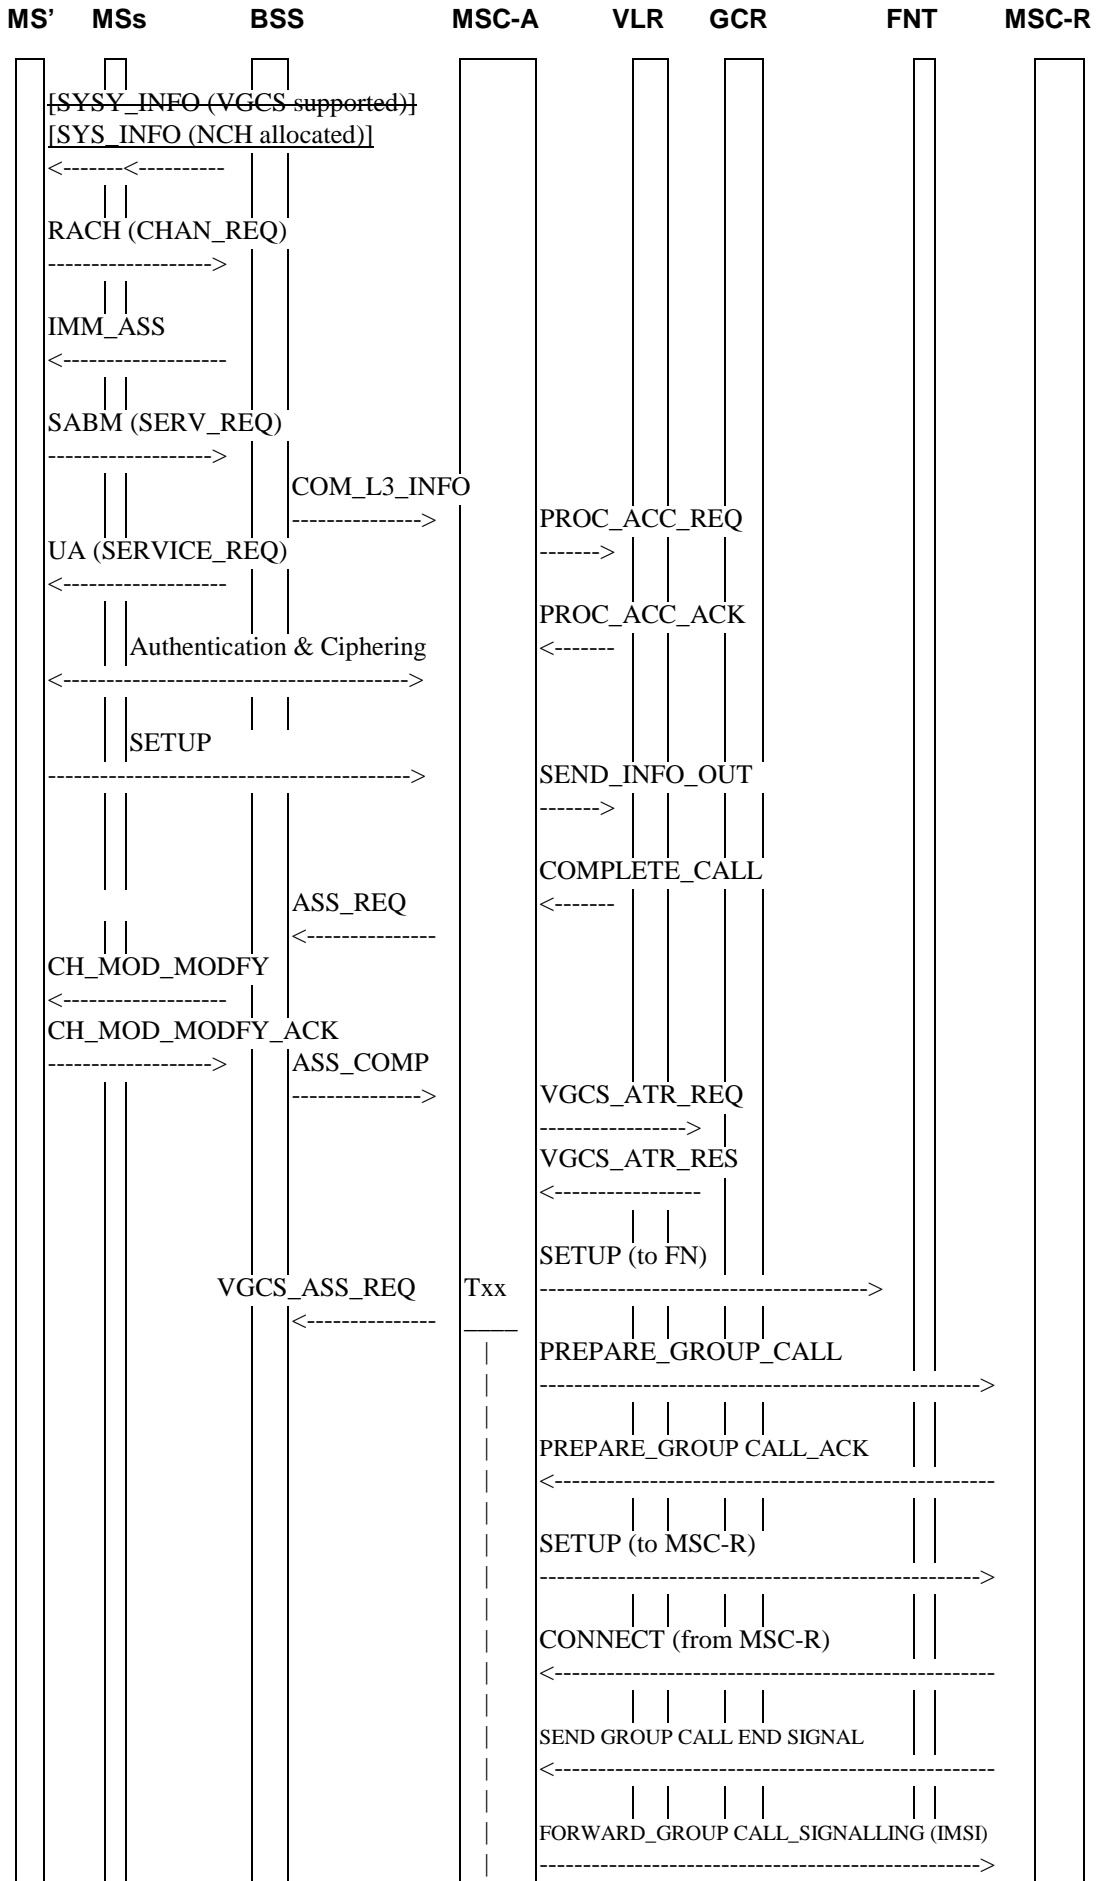 MS’ MSs BSS MSC-A VLR GCR FNT MSC-R
[SYSY_INFO (VGCS supported)]
[SYS_INFO (NCH allocated)]
<-------<----------
RACH (CHAN_REQ)
------------------->
IMM_ASS
<-------------------
SABM (SERV_REQ)
------------------->
COM_L3_INFO
---------------> PROC_ACC_REQ
UA (SERVICE_REQ) ------->
<-------------------
PROC_ACC_ACK
Authentication & Ciphering <-------
<---------------------------------------->
SETUP
------------------------------------------> SEND_INFO_OUT
------->
COMPLETE_CALL
ASS_REQ <-------
<---------------
CH_MOD_MODFY
<-------------------
CH_MOD_MODFY_ACK
-------------------> ASS_COMP
---------------> VGCS_ATR_REQ
----------------->
VGCS_ATR_RES
<-----------------
SETUP (to FN)
VGCS_ASS_REQ Txx -------------------------------------->
<--------------- ____
| PREPARE_GROUP_CALL
| --------------------------------------------------->
|
| PREPARE_GROUP CALL_ACK
| <---------------------------------------------------
|
| SETUP (to MSC-R)
| --------------------------------------------------->
|
| CONNECT (from MSC-R)
| <---------------------------------------------------
|
| SEND GROUP CALL END SIGNAL
| <---------------------------------------------------
|
| FORWARD_GROUP CALL_SIGNALLING (IMSI)
| --------------------------------------------------->